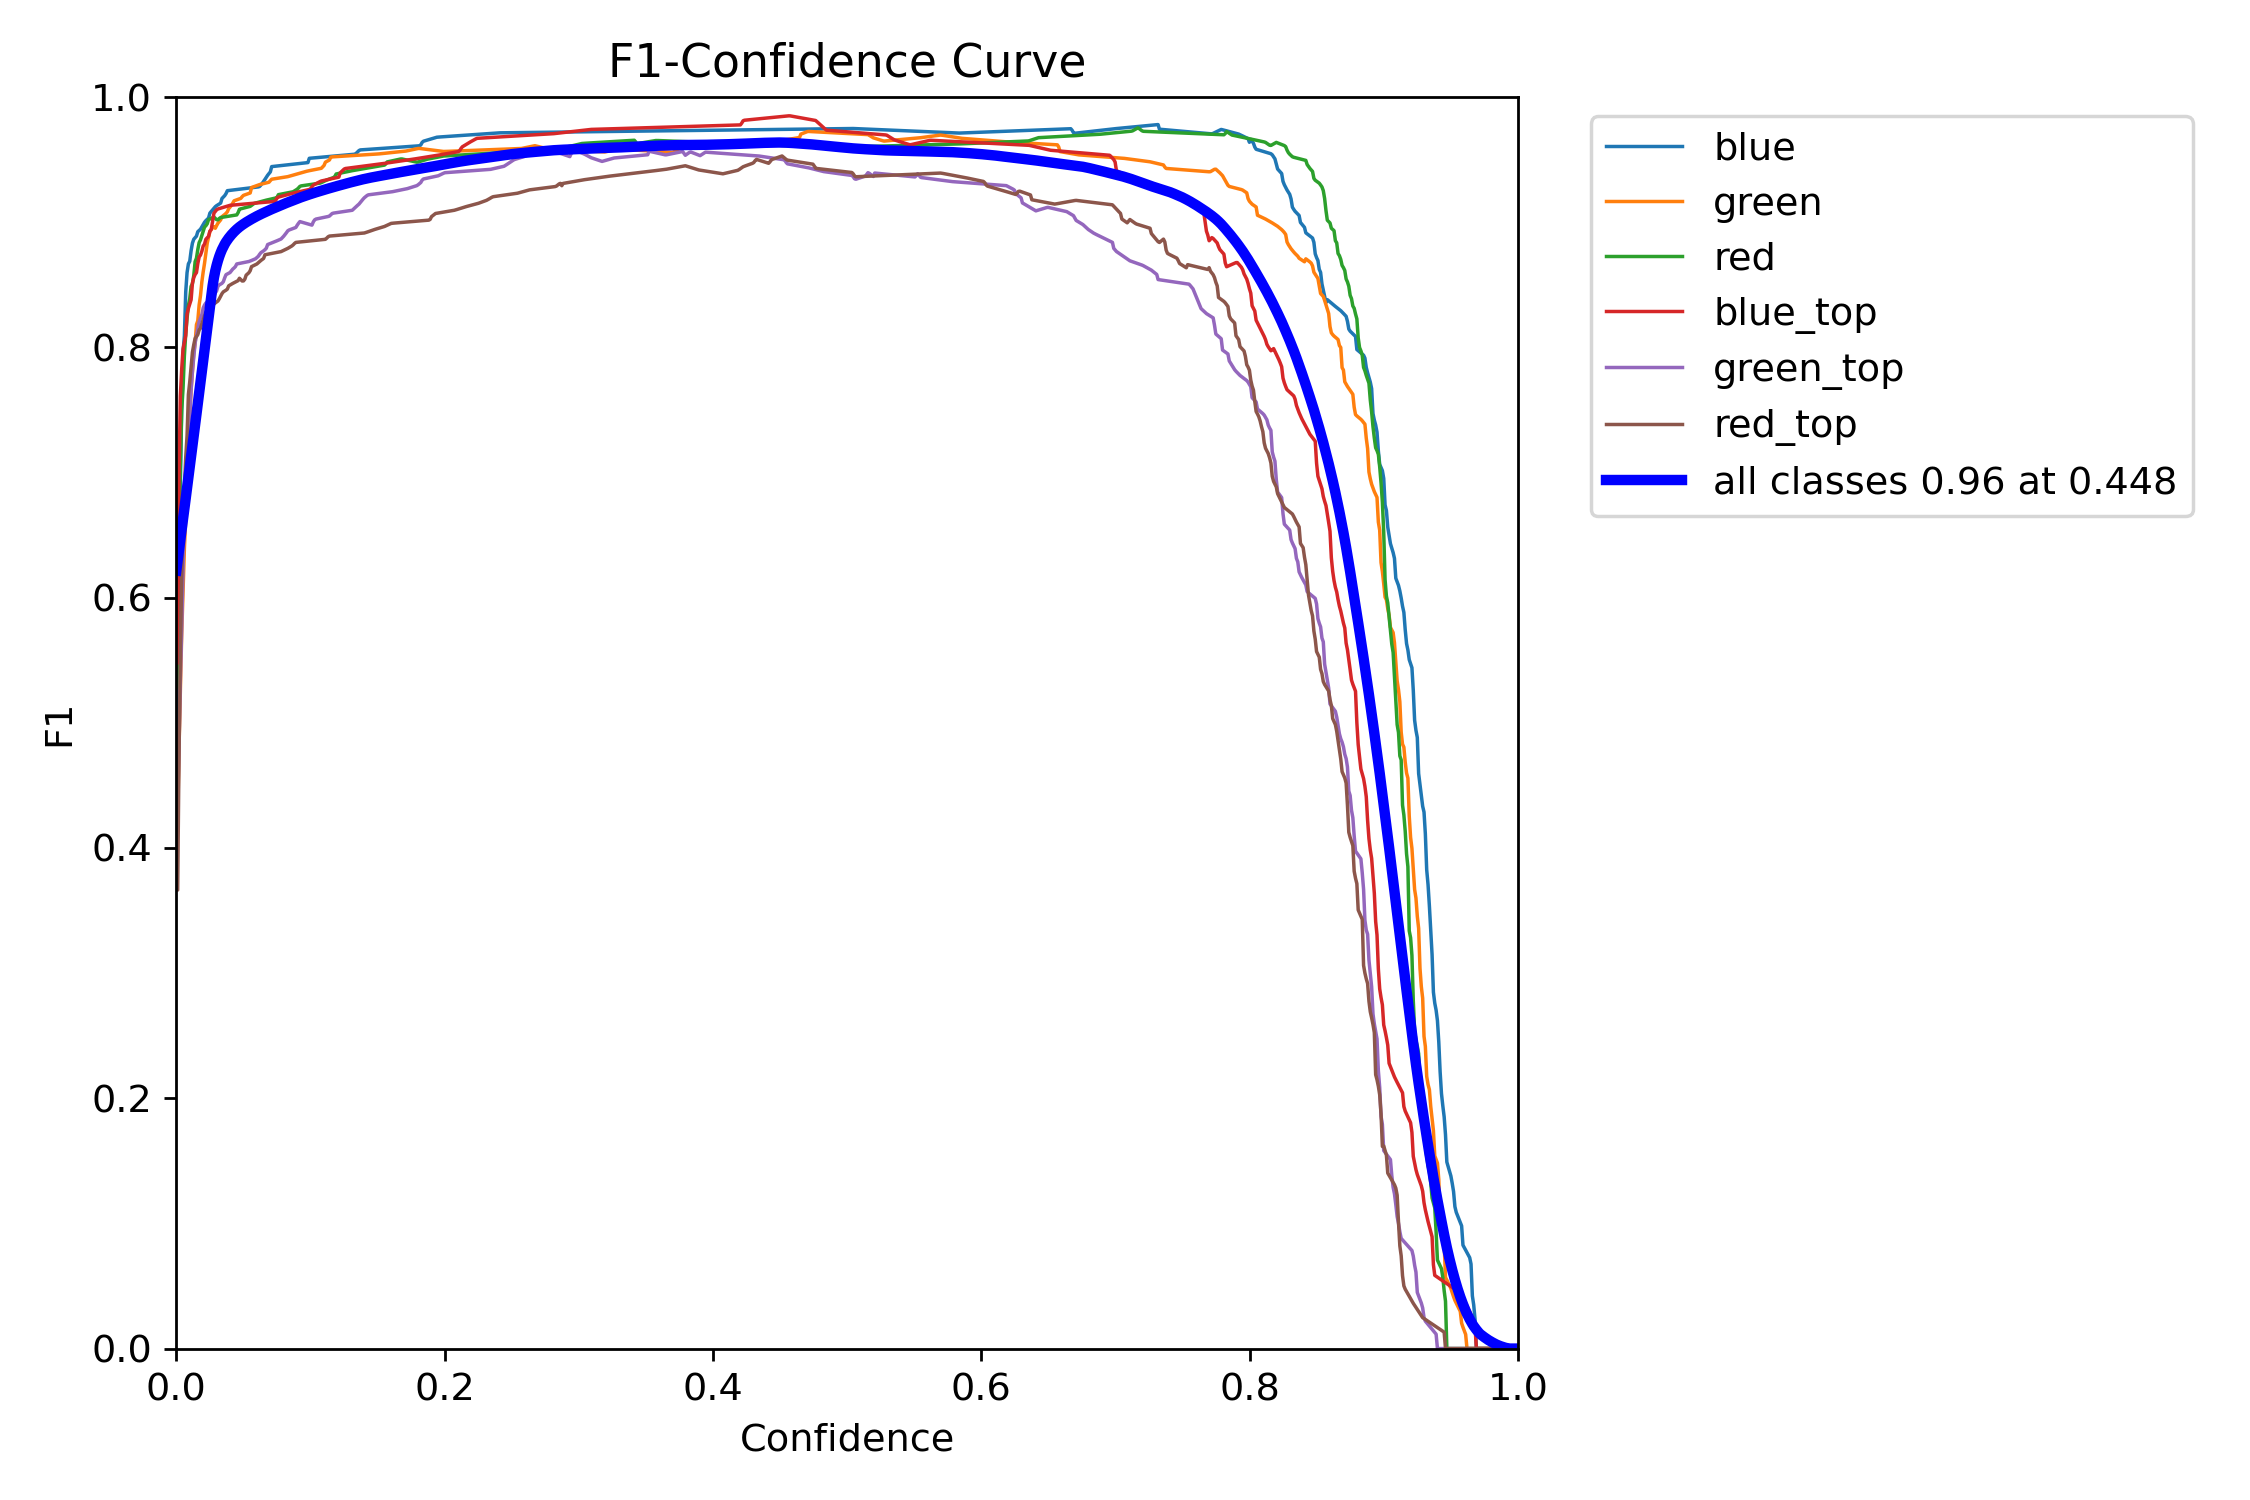 F1-Confidence Curve
1.0
0.8
0.6
0.4
0.2
0.0
F1
0.0 0.2 0.4 0.6 0.8 1.0
Confidence
blue
green
red
blue_top
green_top
red_top
all classes 0.96 at 0.448